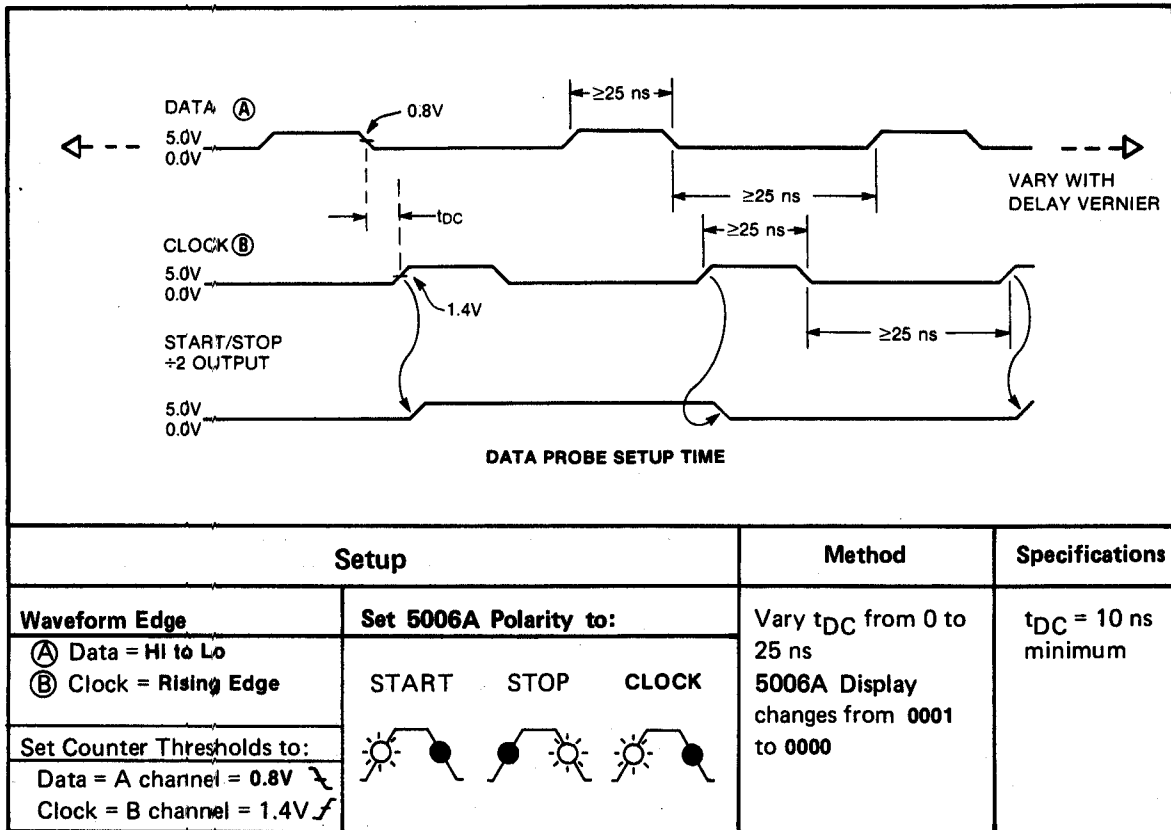 DATA Ⓐ
0.8V
≥25 ns
5.0V
0.0V
VARY WITH
DELAY VERNIER
≥25 ns
tDC
≥25 ns
CLOCK Ⓑ
5.0V
0.0V
1.4V
≥25 ns
START/STOP
÷2 OUTPUT
5.0V
0.0V
DATA PROBE SETUP TIME
Setup
Method
Specifications
Waveform Edge
Ⓐ Data = Hi to Lo
Ⓑ Clock = Rising Edge
Set Counter Thresholds to:
Data = A channel = 0.8V
Clock = B channel = 1.4V
Set 5006A Polarity to:
START STOP CLOCK
Vary tDC from 0 to
25 ns
5006A Display
changes from 0001
to 0000
tDC = 10 ns
minimum